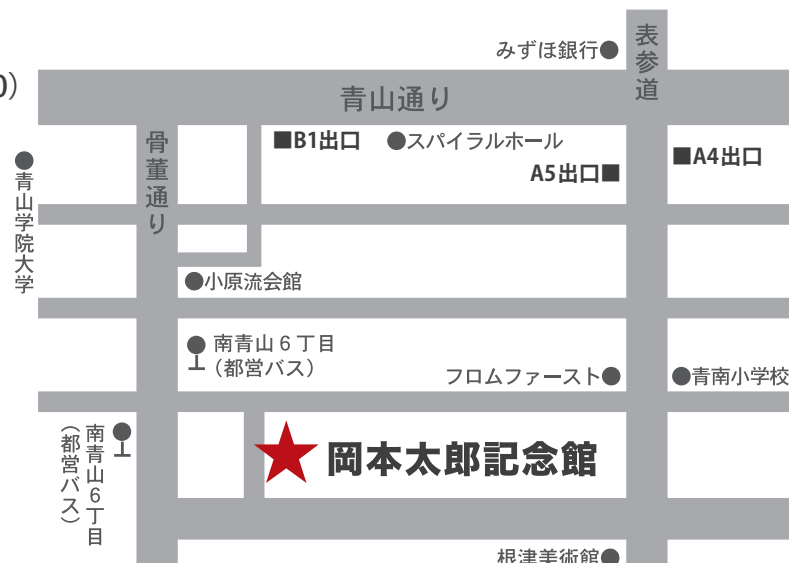 みずほ銀行
表参道
0）
青山通り
骨董通り
B1出口
スパイラルホール
A5出口
A4出口
青山学院大学
小原流会館
南青山６丁目
（都営バス）
フロムファースト
青南小学校
岡本太郎記念館
南青山６丁目
（都営バス）
根津美術館